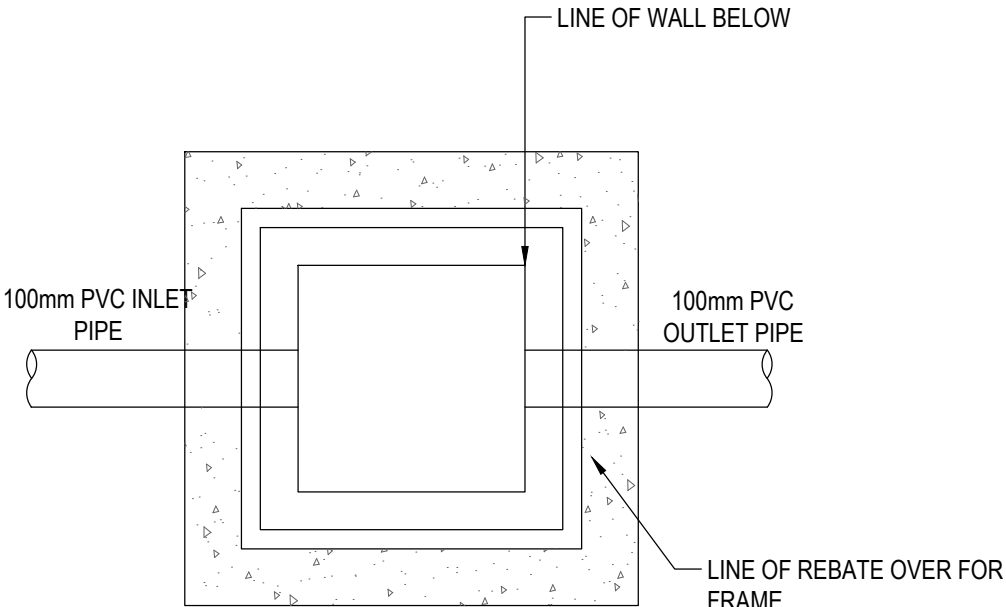 LINE OF WALL BELOW
100mm PVC INLET
PIPE
100mm PVC
OUTLET PIPE
LINE OF REBATE OVER FOR
FRAME